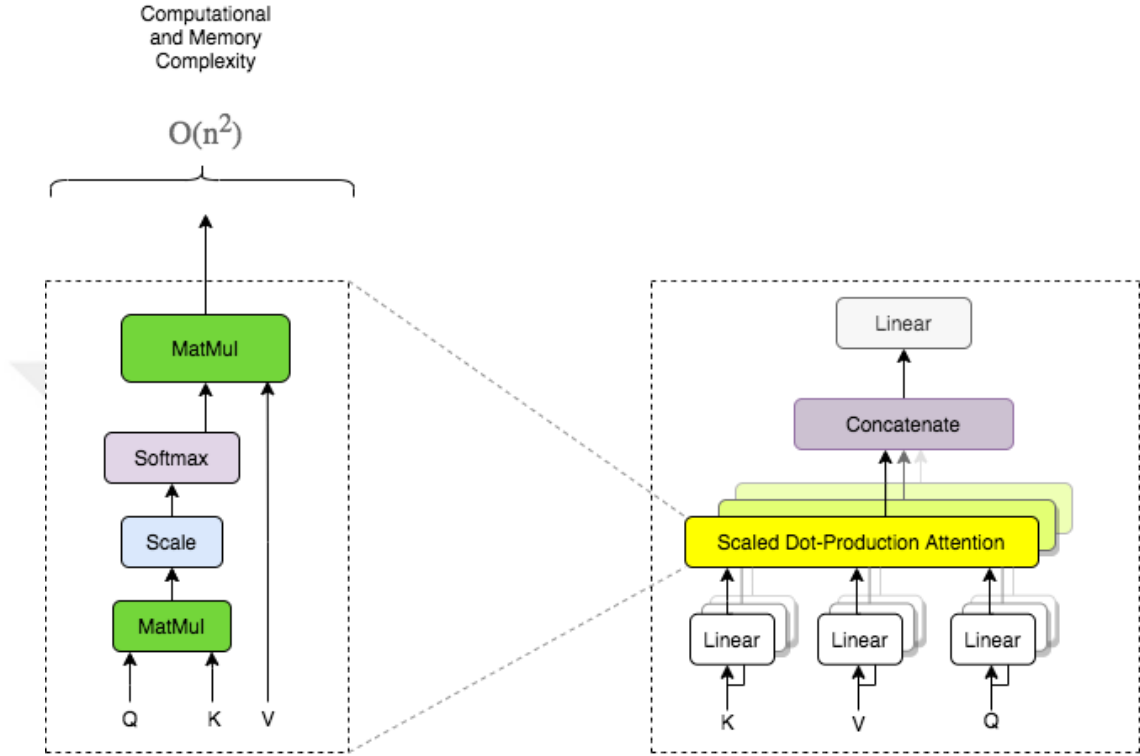 Computational
and Memory
Complexity
O(n²)
MatMul
Softmax
Scale
MatMul
Q K V
Linear
Concatenate
Scaled Dot-Production Attention
Linear Linear Linear
K V Q